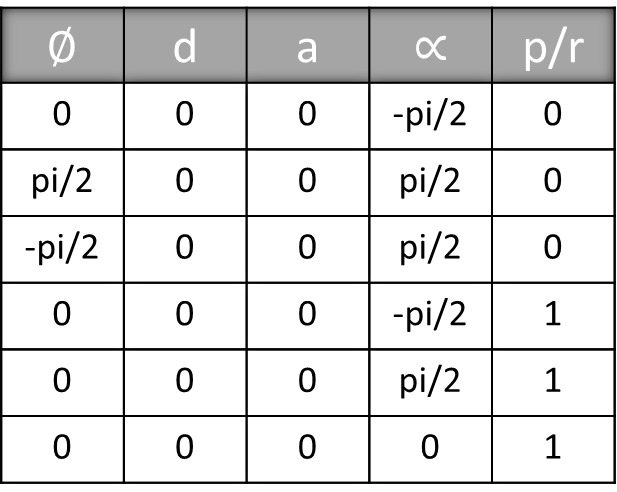 Ø d a ∝ p/r
0 0 0 -pi/2 0
pi/2 0 0 pi/2 0
-pi/2 0 0 pi/2 0
0 0 0 -pi/2 1
0 0 0 pi/2 1
0 0 0 0 1